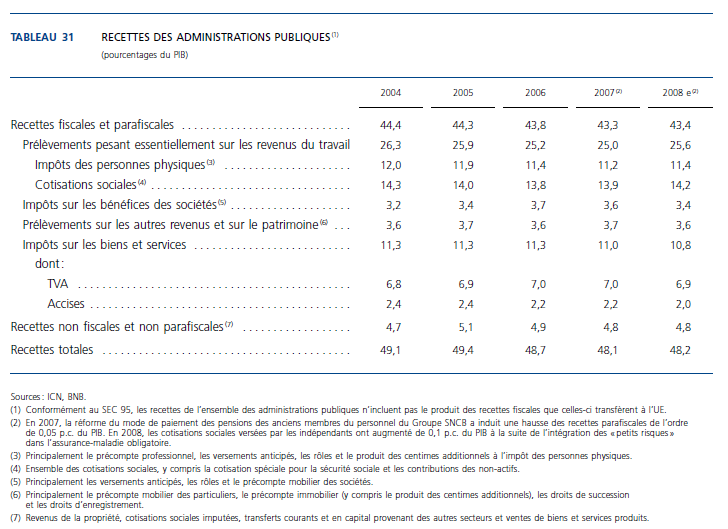 TABLEAU 31 RECETTES DES ADMINISTRATIONS PUBLIQUES(1)
(pourcentages du PIB)
2004 2005 2006 2007(2) 2008 e(2)
Recettes fiscales et parafiscales ............................ 44,4 44,3 43,8 43,3 43,4
Prélèvements pesant essentiellement sur les revenus du travail 26,3 25,9 25,2 25,0 25,6
Impôts des personnes physiques(3) ..................... 12,0 11,9 11,4 11,2 11,4
Cotisations sociales(4) ................................. 14,3 14,0 13,8 13,9 14,2
Impôts sur les bénéfices des sociétés(5) .................... 3,2 3,4 3,7 3,6 3,4
Prélèvements sur les autres revenus et sur le patrimoine(6) ... 3,6 3,7 3,6 3,7 3,6
Impôts sur les biens et services .......................... 11,3 11,3 11,3 11,0 10,8
dont :
TVA ............................................. 6,8 6,9 7,0 7,0 6,9
Accises ........................................... 2,4 2,4 2,2 2,2 2,0
Recettes non fiscales et non parafiscales(7) .................. 4,7 5,1 4,9 4,8 4,8
Recettes totales ......................................... 49,1 49,4 48,7 48,1 48,2
Sources : ICN, BNB.
(1) Conformément au SEC 95, les recettes de l'ensemble des administrations publiques n'incluent pas le produit des recettes fiscales que celles-ci transfèrent à l'UE.
(2) En 2007, la réforme du mode de paiement des pensions des anciens membres du personnel du Groupe SNCB a induit une hausse des recettes parafiscales de l'ordre
de 0,05 p.c. du PIB. En 2008, les cotisations sociales versées par les indépendants ont augmenté de 0,1 p.c. du PIB à la suite de l'intégration des « petits risques »
dans l'assurance-maladie obligatoire.
(3) Principalement le précompte professionnel, les versements anticipés, les rôles et le produit de centimes additionnels à l'impôt des personnes physiques.
(4) Ensemble des cotisations sociales, y compris la cotisation spéciale pour la sécurité sociale et les contributions des non-actifs.
(5) Principalement les versements anticipés, les rôles et le précompte mobilier des sociétés.
(6) Principalement le précompte mobilier des particuliers, le précompte immobilier (y compris le produit des centimes additionnels), les droits de succession
et les droits d'enregistrement.
(7) Revenus de la propriété, cotisations sociales imputées, transferts courants et en capital provenant des autres secteurs et ventes de biens et services produits.